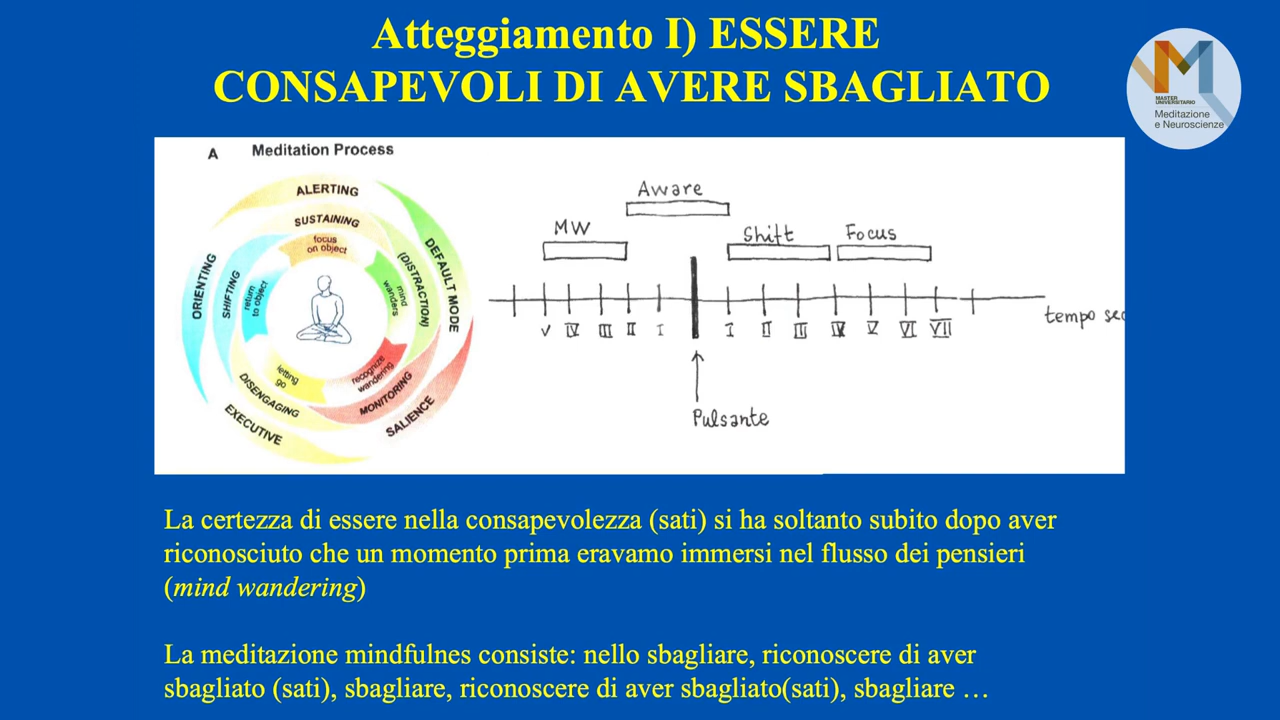 Atteggiamento I) ESSERE
CONSAPEVOLI DI AVERE SBAGLIATO
MASTER
UNIVERSITARIO
Meditazione
e Neuroscienze
A Meditation Process
ALERTING
SUSTAINING
focus
on object
DEFAULT MODE
(DISTRACTION)
mind
wanders
SALIENCE
MONITORING
recognize
wandering
EXECUTIVE
DISENGAGING
letting
go
ORIENTING
SHIFTING
return
to object
Aware
MW
Shift Focus
V IV III II I I II III IV V VI VII
tempo sec
Pulsante
La certezza di essere nella consapevolezza (sati) si ha soltanto subito dopo aver
riconosciuto che un momento prima eravamo immersi nel flusso dei pensieri
(mind wandering)
La meditazione mindfulnes consiste: nello sbagliare, riconoscere di aver
sbagliato (sati), sbagliare, riconoscere di aver sbagliato(sati), sbagliare …